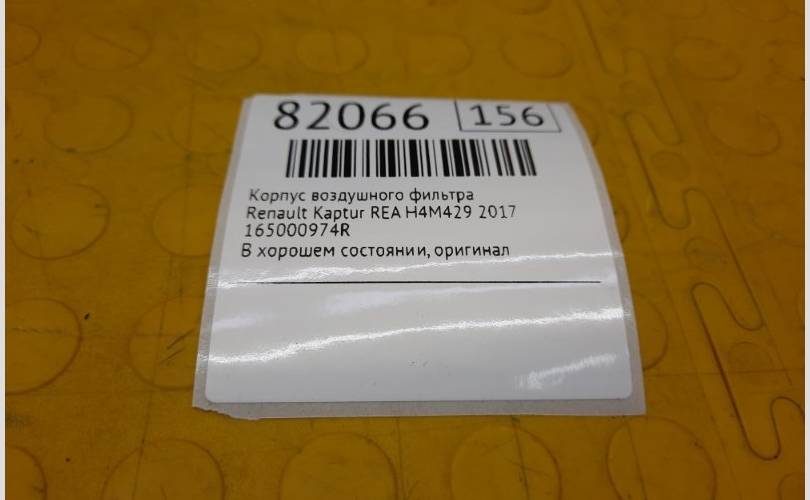 82066 156
Корпус воздушного фильтра
Renault Kaptur REA H4M429 2017
165000974R
В хорошем состоянии, оригинал